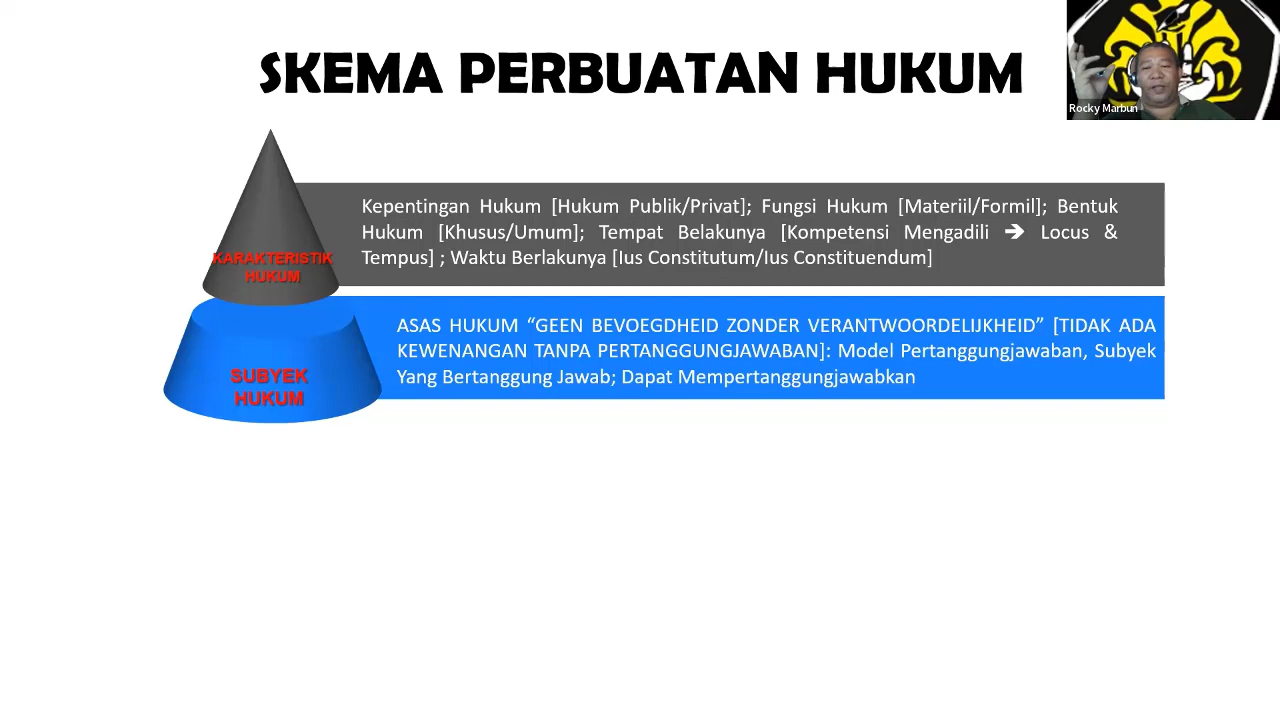 SKEMA PERBUATAN HUKUM
Rocky Marbun
Kepentingan Hukum [Hukum Publik/Privat]; Fungsi Hukum [Materiil/Formil]; Bentuk
Hukum [Khusus/Umum]; Tempat Belakunya [Kompetensi Mengadili ➔ Locus &
Tempus] ; Waktu Berlakunya [Ius Constitutum/Ius Constituendum]
KARAKTERISTIK
HUKUM
ASAS HUKUM “GEEN BEVOEGDHEID ZONDER VERANTWOORDELIJKHEID” [TIDAK ADA
KEWENANGAN TANPA PERTANGGUNGJAWABAN]: Model Pertanggungjawaban, Subyek
Yang Bertanggung Jawab; Dapat Mempertanggungjawabkan
SUBYEK
HUKUM